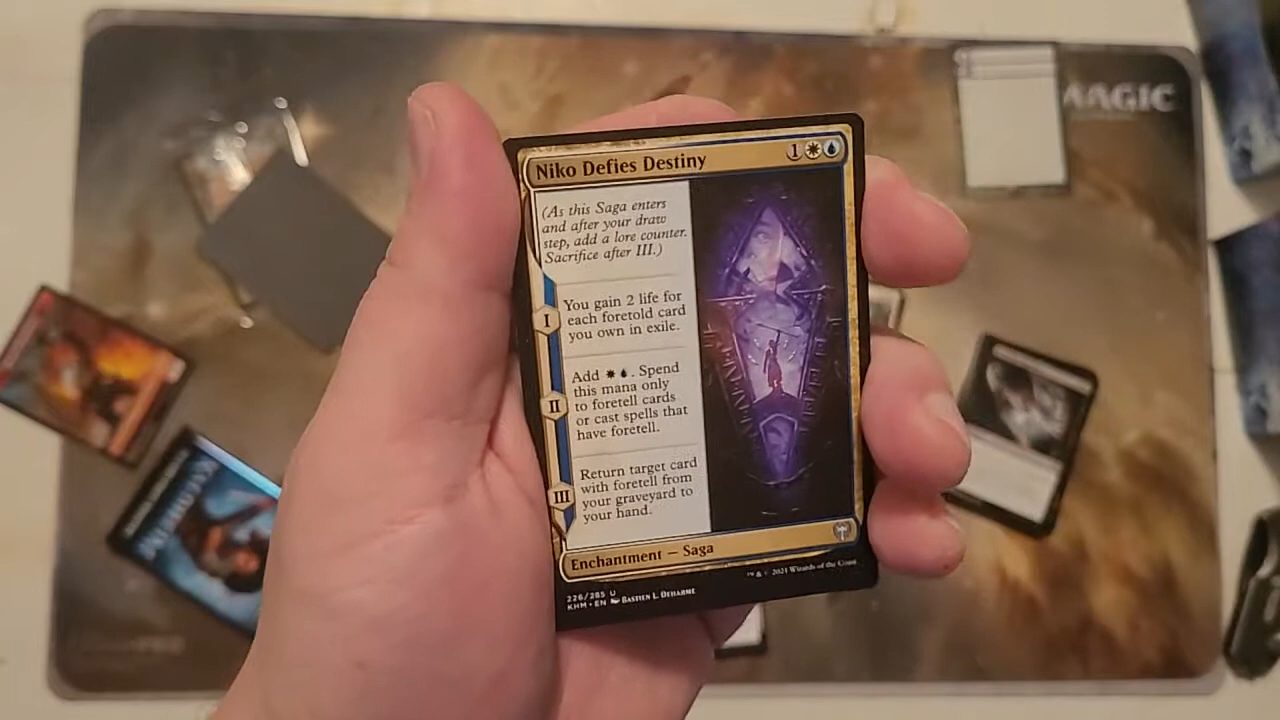 MAGIC
Niko Defies Destiny
1
(As this Saga enters
and after your draw
step, add a lore counter.
Sacrifice after III.)
I
You gain 2 life for
each foretold card
you own in exile.
II
Add . Spend
this mana only
to foretell cards
or cast spells that
have foretell.
III
Return target card
with foretell from
your graveyard to
your hand.
Enchantment — Saga
226/285 U
KHM • EN Bastien L. Deharme
™ & © 2021 Wizards of the Coast